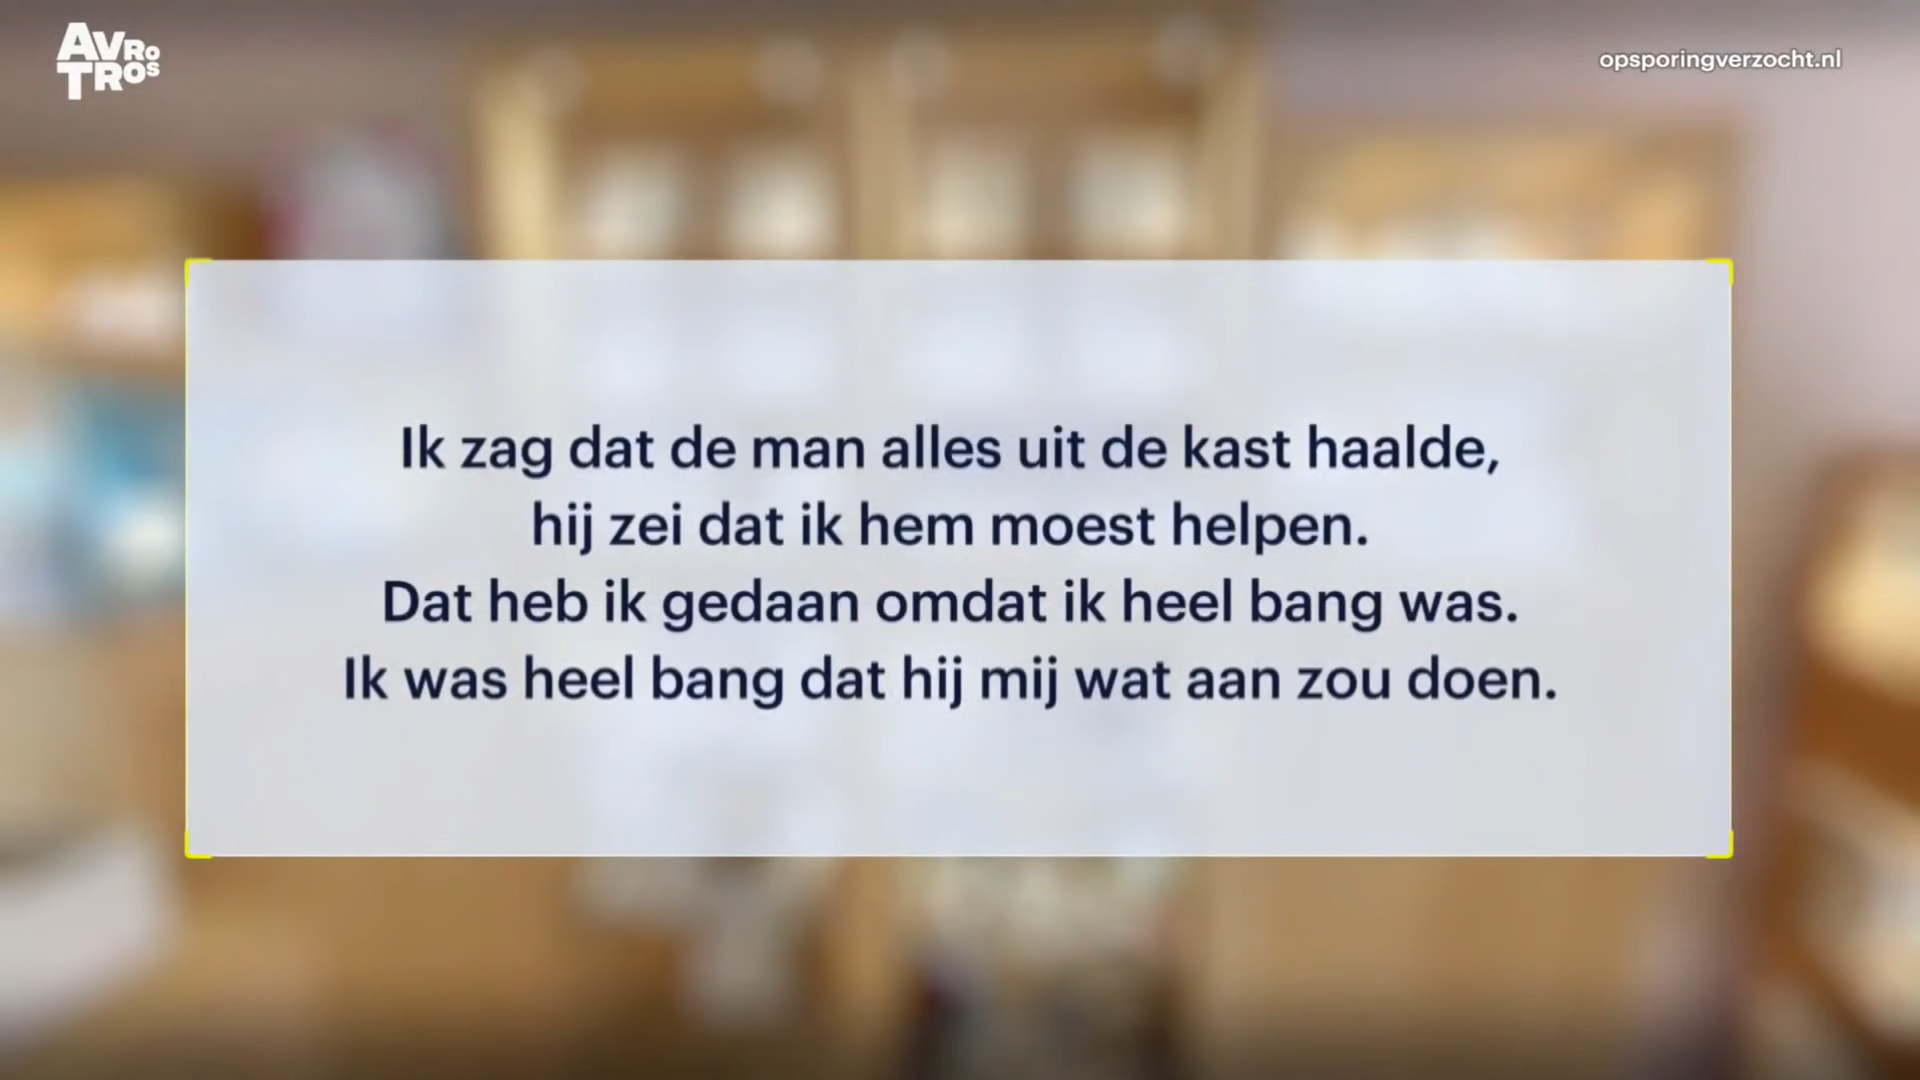 AVRO
TROS
opsporingverzocht.nl
Ik zag dat de man alles uit de kast haalde,
hij zei dat ik hem moest helpen.
Dat heb ik gedaan omdat ik heel bang was.
Ik was heel bang dat hij mij wat aan zou doen.